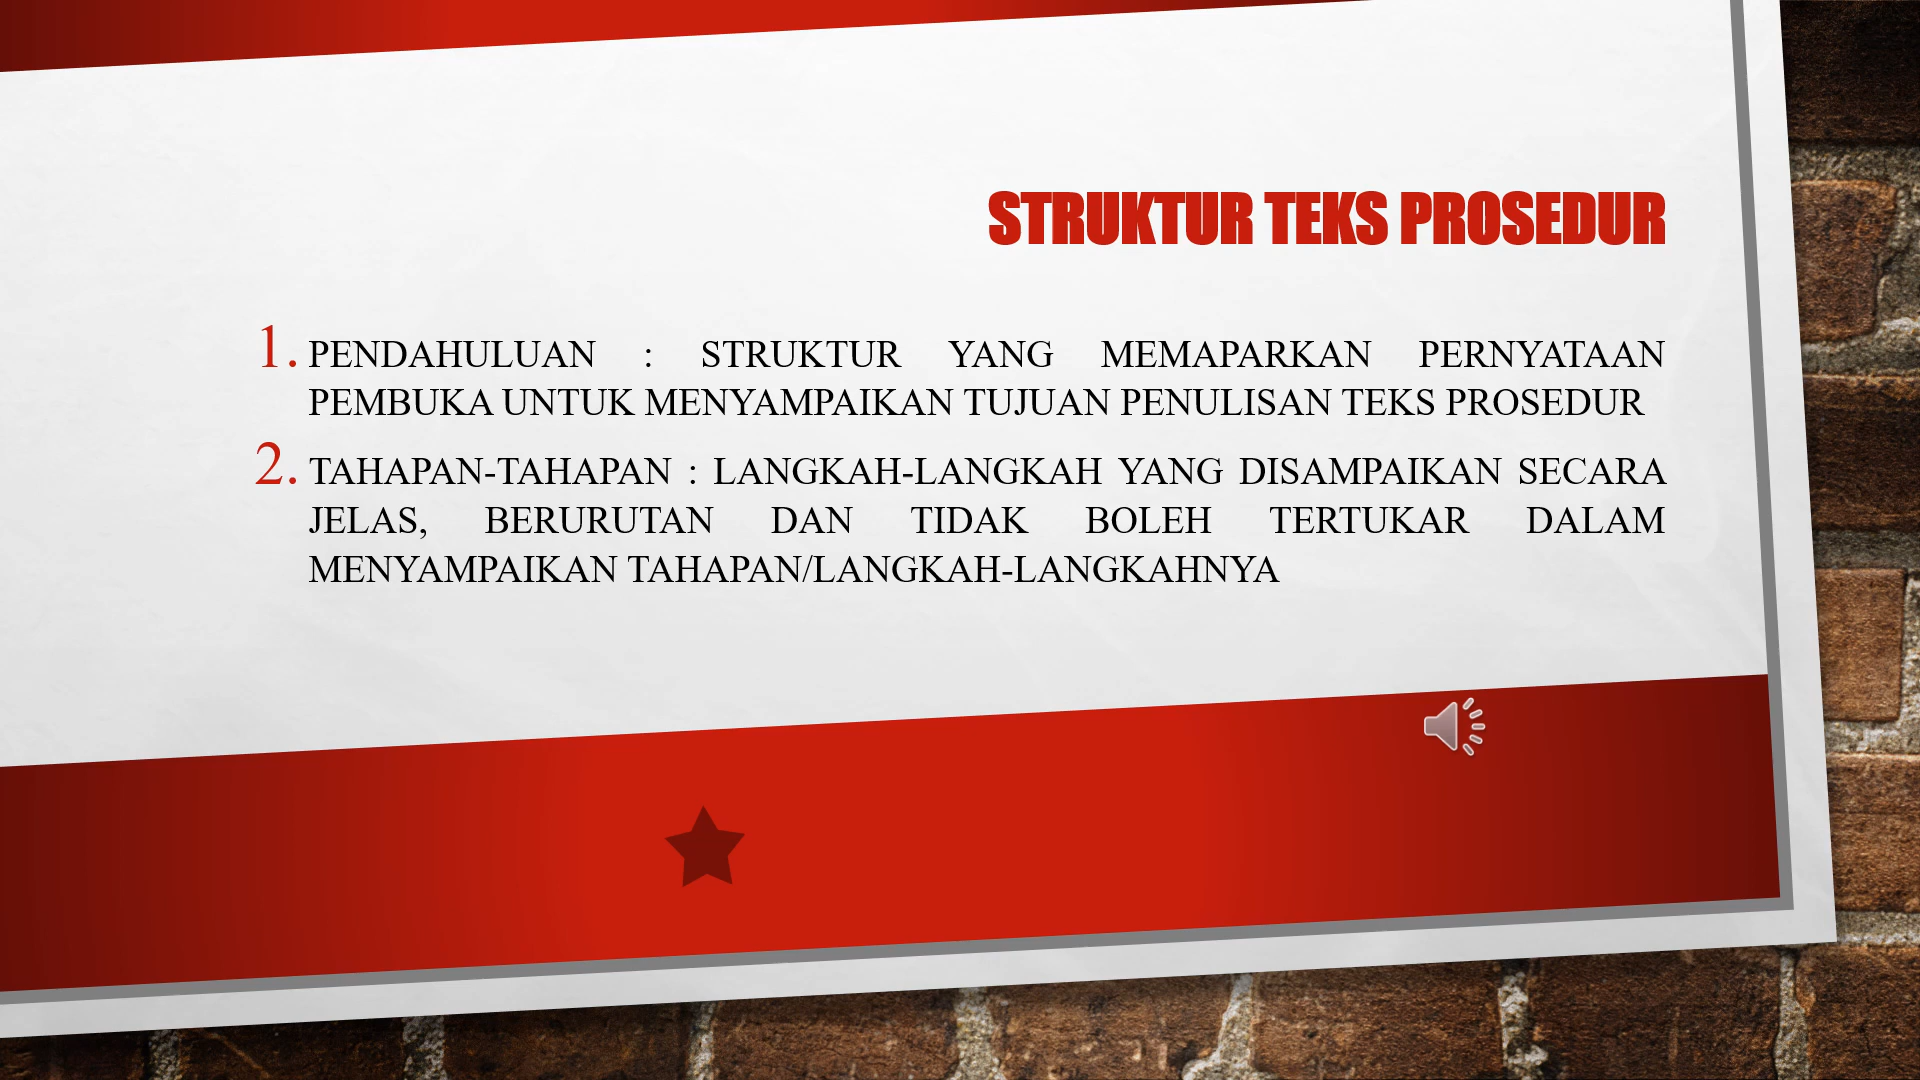 STRUKTUR TEKS PROSEDUR
1. PENDAHULUAN : STRUKTUR YANG MEMAPARKAN PERNYATAAN
PEMBUKA UNTUK MENYAMPAIKAN TUJUAN PENULISAN TEKS PROSEDUR
2. TAHAPAN-TAHAPAN : LANGKAH-LANGKAH YANG DISAMPAIKAN SECARA
JELAS, BERURUTAN DAN TIDAK BOLEH TERTUKAR DALAM
MENYAMPAIKAN TAHAPAN/LANGKAH-LANGKAHNYA